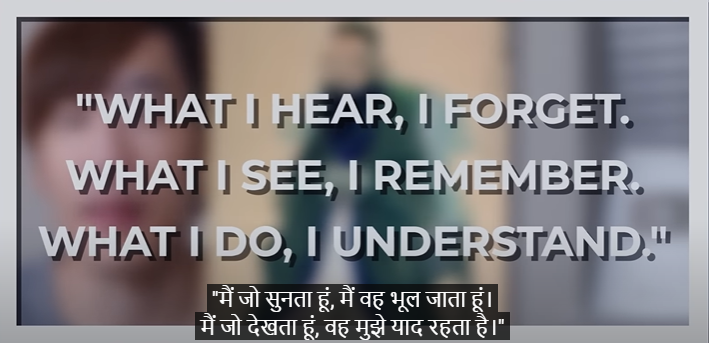 "WHAT I HEAR, I FORGET.
WHAT I SEE, I REMEMBER.
WHAT I DO, I UNDERSTAND."
"मैं जो सुनता हूं, मैं वह भूल जाता हूं।
मैं जो देखता हूं, वह मुझे याद रहता है।"